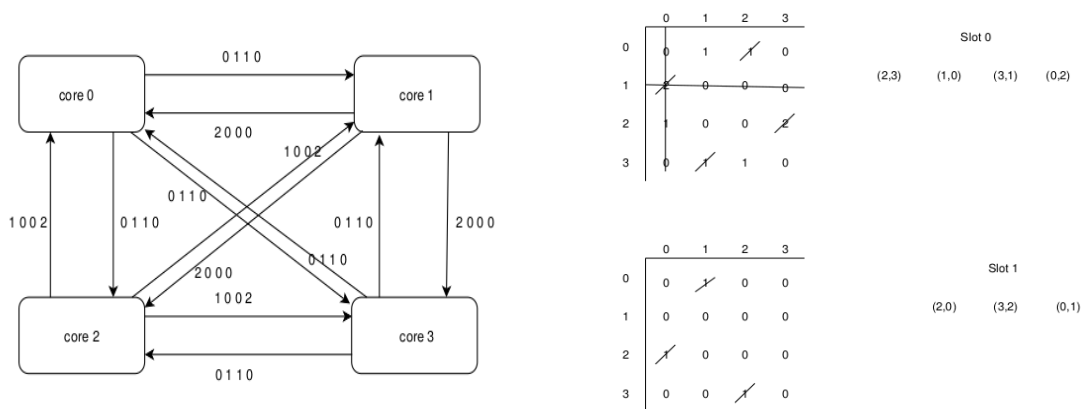 0 1 1 0
core 0
core 1
2 0 0 0
1 0 0 2
0 1 1 0
1 0 0 2
0 1 1 0
0 1 1 0
2 0 0 0
0 1 1 0
2 0 0 0
1 0 0 2
core 2
core 3
0 1 1 0
0 1 2 3
0 0 1 1 0
1 2 0 0 0
2 1 0 0 2
3 0 1 1 0
Slot 0
(2,3) (1,0) (3,1) (0,2)
0 1 2 3
0 0 1 0 0
1 0 0 0 0
2 1 0 0 0
3 0 0 1 0
Slot 1
(2,0) (3,2) (0,1)